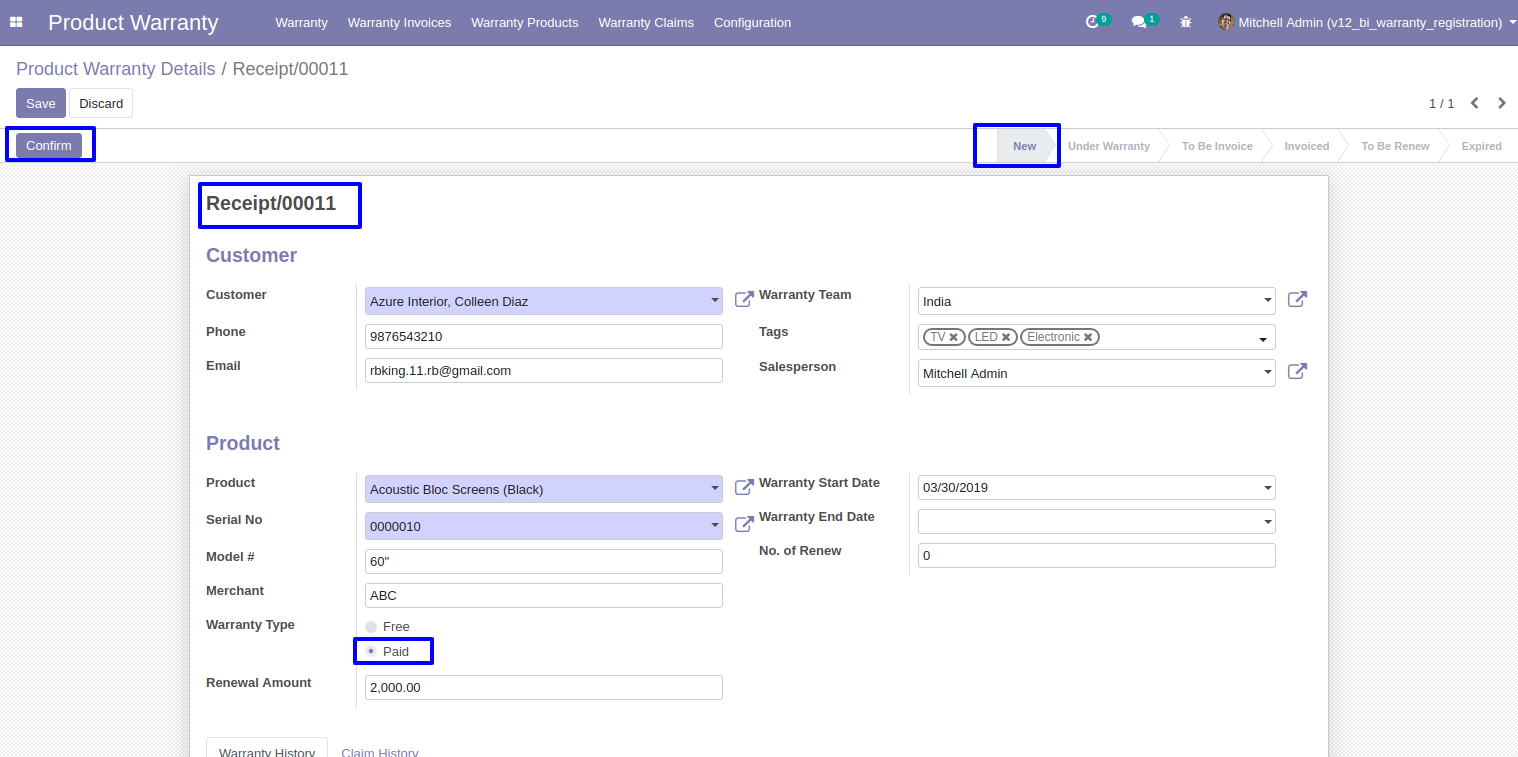 Product Warranty Warranty Warranty Invoices Warranty Products Warranty Claims Configuration 9 1 Mitchell Admin (v12_bi_warranty_registration)
Product Warranty Details / Receipt/00011
Save Discard 1 / 1
Confirm New Under Warranty To Be Invoice Invoiced To Be Renew Expired
Receipt/00011
Customer
Customer Azure Interior, Colleen Diaz Warranty Team India
Phone 9876543210 Tags TV LED Electronic
Email rbking.11.rb@gmail.com Salesperson Mitchell Admin
Product
Product Acoustic Bloc Screens (Black) Warranty Start Date 03/30/2019
Serial No 0000010 Warranty End Date
Model # 60" No. of Renew 0
Merchant ABC
Warranty Type Free
Paid
Renewal Amount 2,000.00
Warranty History Claim History